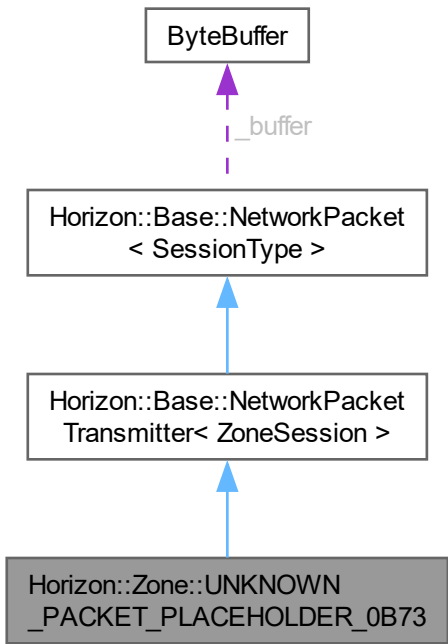 ByteBuffer
_buffer
Horizon::Base::NetworkPacket
< SessionType >
Horizon::Base::NetworkPacket
Transmitter< ZoneSession >
Horizon::Zone::UNKNOWN
_PACKET_PLACEHOLDER_0B73